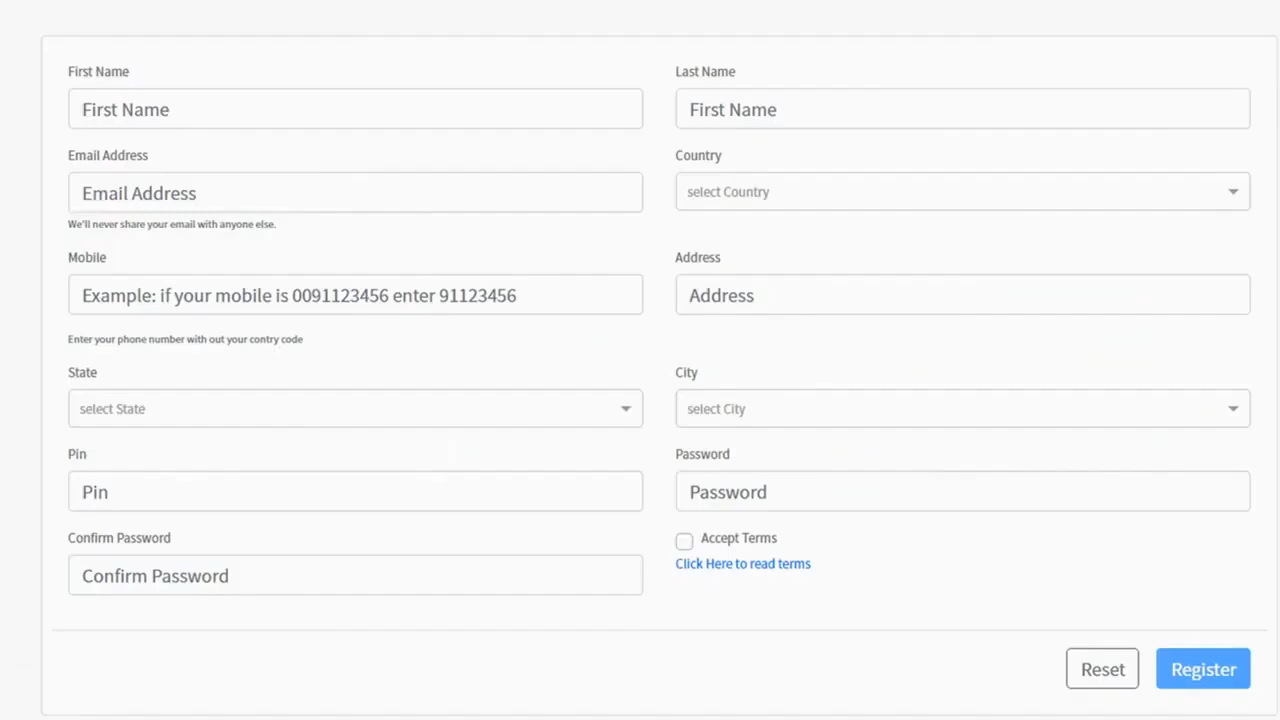 First Name
Last Name
First Name
First Name
Email Address
Country
Email Address
select Country
We'll never share your email with anyone else.
Mobile
Address
Example: if your mobile is 0091123456 enter 91123456
Address
Enter your phone number with out your contry code
State
City
select State
select City
Pin
Password
Pin
Password
Confirm Password
Accept Terms
Click Here to read terms
Confirm Password
Reset
Register